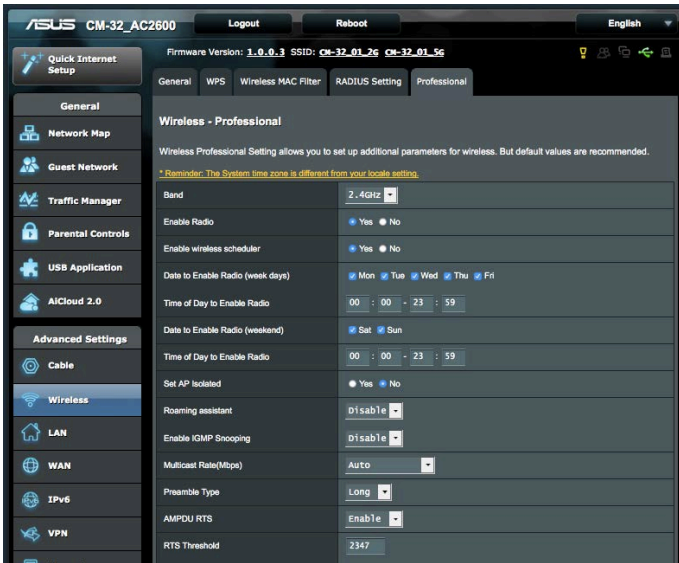 ASUS CM-32_AC2600 Logout Reboot English
Firmware Version: 1.0.0.3 SSID: CM-32_01_2G CM-32_01_5G
Quick Internet
Setup
General WPS Wireless MAC Filter RADIUS Setting Professional
General
Network Map
Guest Network
Traffic Manager
Parental Controls
USB Application
AiCloud 2.0
Advanced Settings
Cable
Wireless
LAN
WAN
IPv6
VPN
Wireless - Professional
Wireless Professional Setting allows you to set up additional parameters for wireless. But default values are recommended.
* Reminder: The System time zone is different from your locale setting.
Band 2.4GHz
Enable Radio Yes No
Enable wireless scheduler Yes No
Date to Enable Radio (week days) Mon Tue Wed Thu Fri
Time of Day to Enable Radio 00 : 00 - 23 : 59
Date to Enable Radio (weekend) Sat Sun
Time of Day to Enable Radio 00 : 00 - 23 : 59
Set AP Isolated Yes No
Roaming assistant Disable
Enable IGMP Snooping Disable
Multicast Rate(Mbps) Auto
Preamble Type Long
AMPDU RTS Enable
RTS Threshold 2347